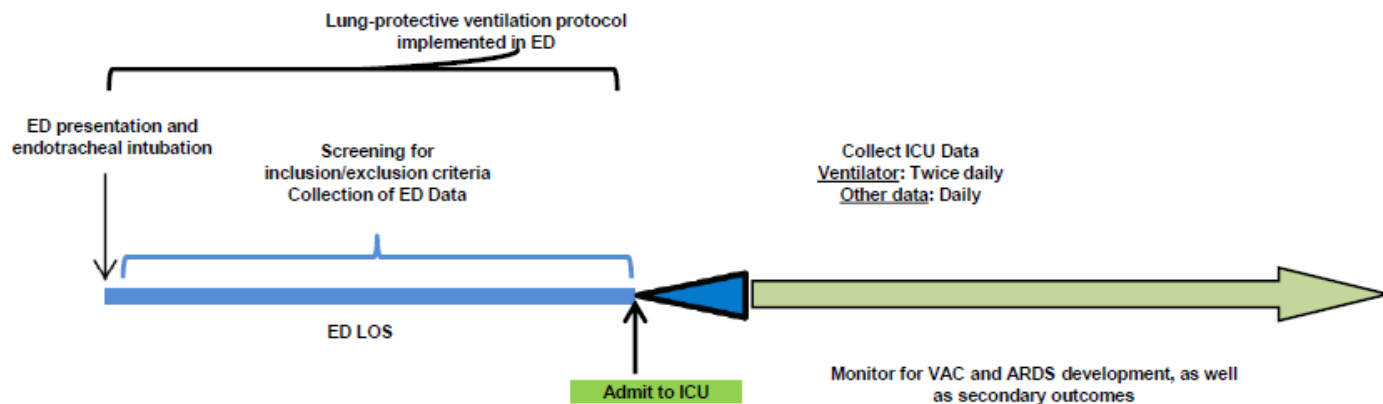 Lung-protective ventilation protocol
implemented in ED
ED presentation and
endotracheal intubation
Screening for
inclusion/exclusion criteria
Collection of ED Data
Collect ICU Data
Ventilator: Twice daily
Other data: Daily
ED LOS
Admit to ICU
Monitor for VAC and ARDS development, as well
as secondary outcomes